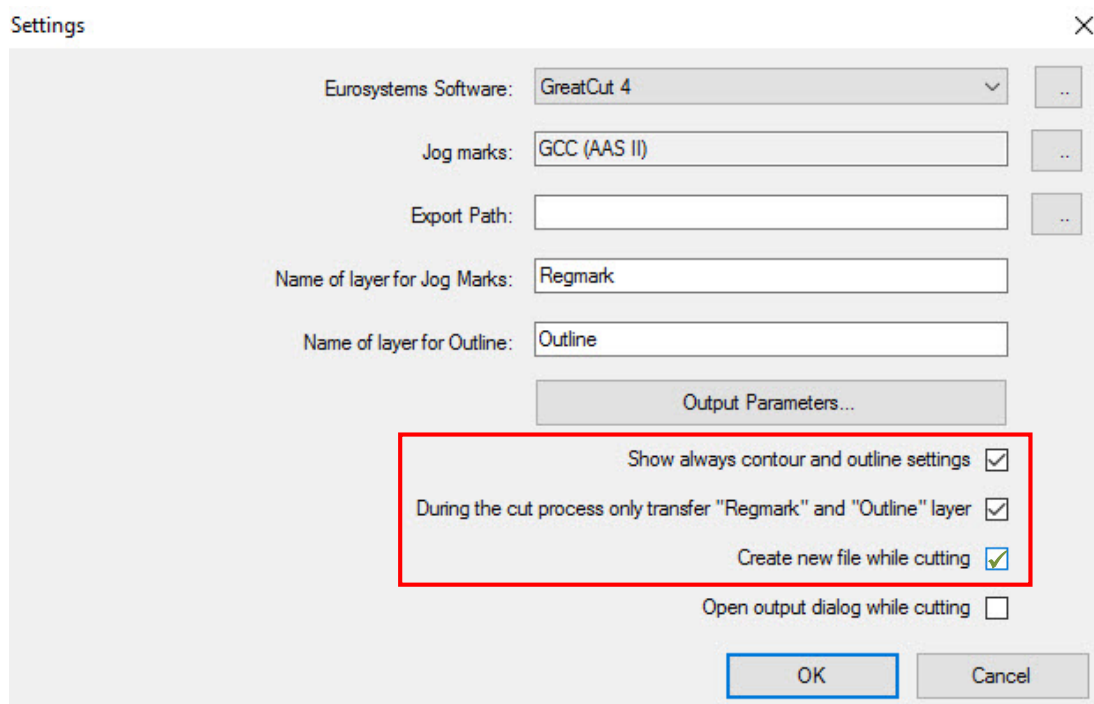 Settings
Eurosystems Software: GreatCut 4 ..
Jog marks: GCC (AAS II) ..
Export Path: ..
Name of layer for Jog Marks: Regmark
Name of layer for Outline: Outline
Output Parameters...
Show always contour and outline settings
During the cut process only transfer "Regmark" and "Outline" layer
Create new file while cutting
Open output dialog while cutting
OK Cancel